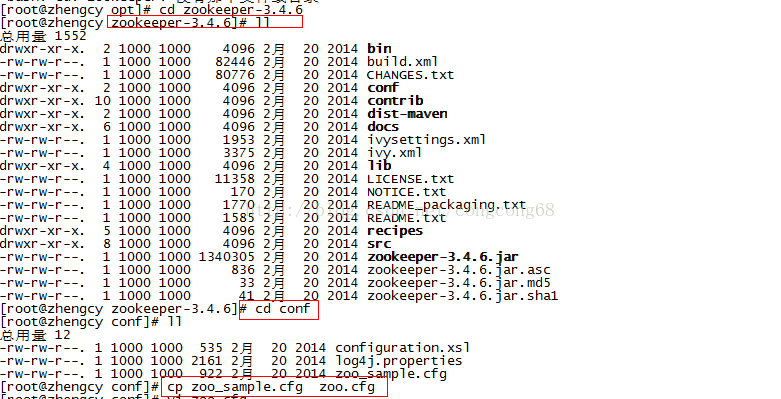 [root@zhengcy opt]# cd zookeeper-3.4.6
[root@zhengcy zookeeper-3.4.6]# ll
总用量 1552
drwxr-xr-x.  2 1000 1000    4096 2月  20 2014 bin
-rw-rw-r--.  1 1000 1000   82446 2月  20 2014 build.xml
-rw-rw-r--.  1 1000 1000   80776 2月  20 2014 CHANGES.txt
drwxr-xr-x.  2 1000 1000    4096 2月  20 2014 conf
drwxr-xr-x. 10 1000 1000    4096 2月  20 2014 contrib
drwxr-xr-x.  2 1000 1000    4096 2月  20 2014 dist-maven
drwxr-xr-x.  6 1000 1000    4096 2月  20 2014 docs
-rw-rw-r--.  1 1000 1000    1953 2月  20 2014 ivysettings.xml
-rw-rw-r--.  1 1000 1000    3375 2月  20 2014 ivy.xml
drwxr-xr-x.  4 1000 1000    4096 2月  20 2014 lib
-rw-rw-r--.  1 1000 1000   11358 2月  20 2014 LICENSE.txt
-rw-rw-r--.  1 1000 1000     170 2月  20 2014 NOTICE.txt
-rw-rw-r--.  1 1000 1000    1770 2月  20 2014 README_packaging.txt
-rw-rw-r--.  1 1000 1000    1585 2月  20 2014 README.txt
drwxr-xr-x.  5 1000 1000    4096 2月  20 2014 recipes
drwxr-xr-x.  8 1000 1000    4096 2月  20 2014 src
-rw-rw-r--.  1 1000 1000 1340305 2月  20 2014 zookeeper-3.4.6.jar
-rw-rw-r--.  1 1000 1000     836 2月  20 2014 zookeeper-3.4.6.jar.asc
-rw-rw-r--.  1 1000 1000      33 2月  20 2014 zookeeper-3.4.6.jar.md5
-rw-rw-r--.  1 1000 1000      41 2月  20 2014 zookeeper-3.4.6.jar.sha1
[root@zhengcy zookeeper-3.4.6]# cd conf
[root@zhengcy conf]# ll
总用量 12
-rw-rw-r--. 1 1000 1000  535 2月  20 2014 configuration.xsl
-rw-rw-r--. 1 1000 1000 2161 2月  20 2014 log4j.properties
-rw-rw-r--. 1 1000 1000  922 2月  20 2014 zoo_sample.cfg
[root@zhengcy conf]# cp zoo_sample.cfg  zoo.cfg